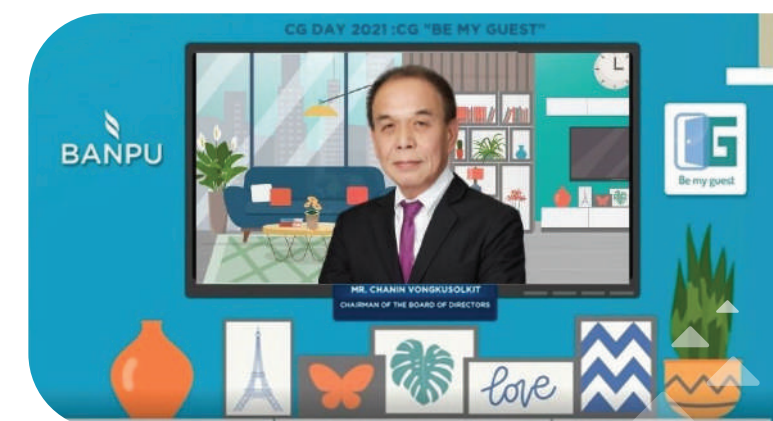 CG DAY 2021 :CG "BE MY GUEST"
BANPU
G
Be my guest
MR. CHANIN VONGKUSOLKIT
CHAIRMAN OF THE BOARD OF DIRECTORS
love